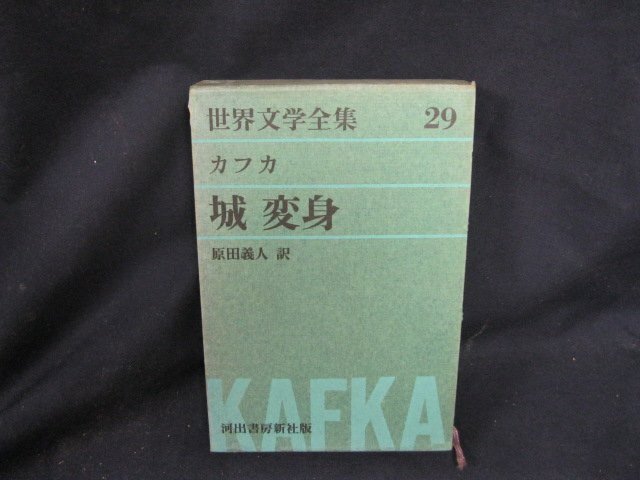 世界文学全集 29
カフカ
城 変身
原田義人 訳
KAFKA
河出書房新社版